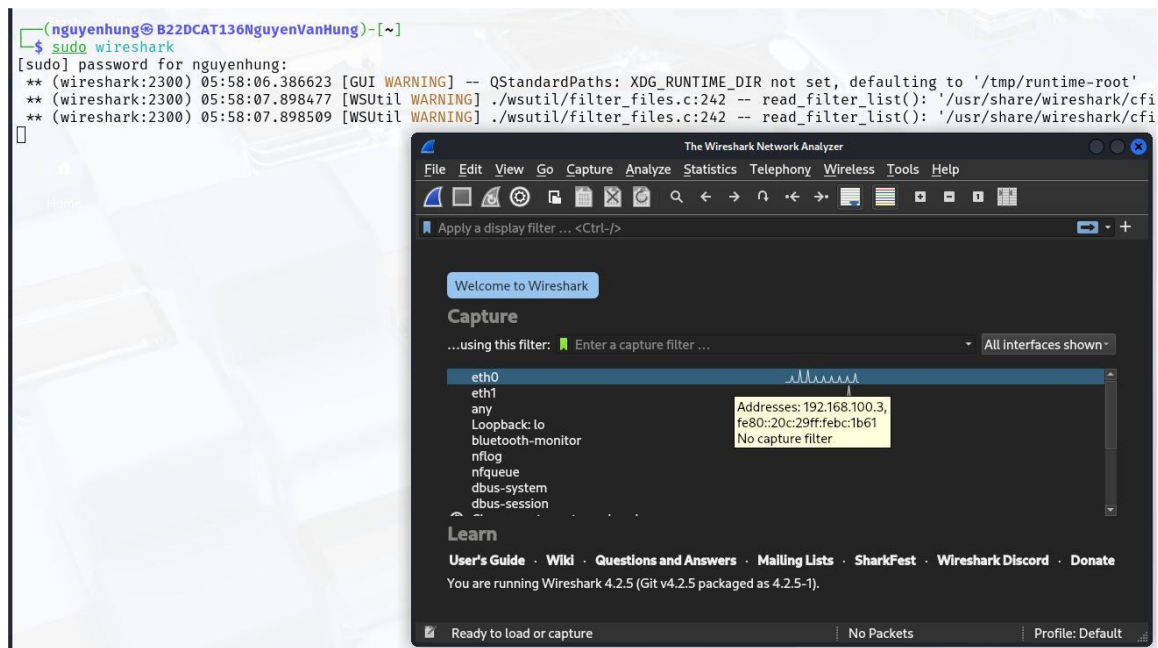 (nguyenhung㉿B22DCAT136NguyenVanHung)-[~]
$ sudo wireshark
[sudo] password for nguyenhung:
** (wireshark:2300) 05:58:06.386623 [GUI WARNING] -- QStandardPaths: XDG_RUNTIME_DIR not set, defaulting to '/tmp/runtime-root'
** (wireshark:2300) 05:58:07.898477 [WSUtil WARNING] ./wsutil/filter_files.c:242 -- read_filter_list(): '/usr/share/wireshark/cfi
** (wireshark:2300) 05:58:07.898509 [WSUtil WARNING] ./wsutil/filter_files.c:242 -- read_filter_list(): '/usr/share/wireshark/cfi
The Wireshark Network Analyzer
File Edit View Go Capture Analyze Statistics Telephony Wireless Tools Help
Apply a display filter … <Ctrl-/>
Home
Welcome to Wireshark
Capture
…using this filter: Enter a capture filter … All interfaces shown
eth0
eth1
any
Loopback: lo
bluetooth-monitor
nflog
nfqueue
dbus-system
dbus-session
Addresses: 192.168.100.3,
fe80::20c:29ff:febc:1b61
No capture filter
Learn
User's Guide · Wiki · Questions and Answers · Mailing Lists · SharkFest · Wireshark Discord · Donate
You are running Wireshark 4.2.5 (Git v4.2.5 packaged as 4.2.5-1).
Ready to load or capture No Packets Profile: Default